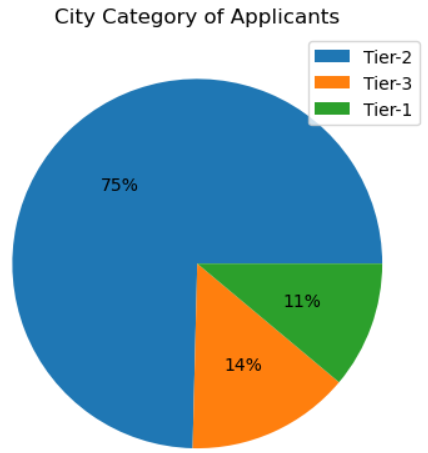 City Category of Applicants
Tier-2
Tier-3
Tier-1
75%
11%
14%